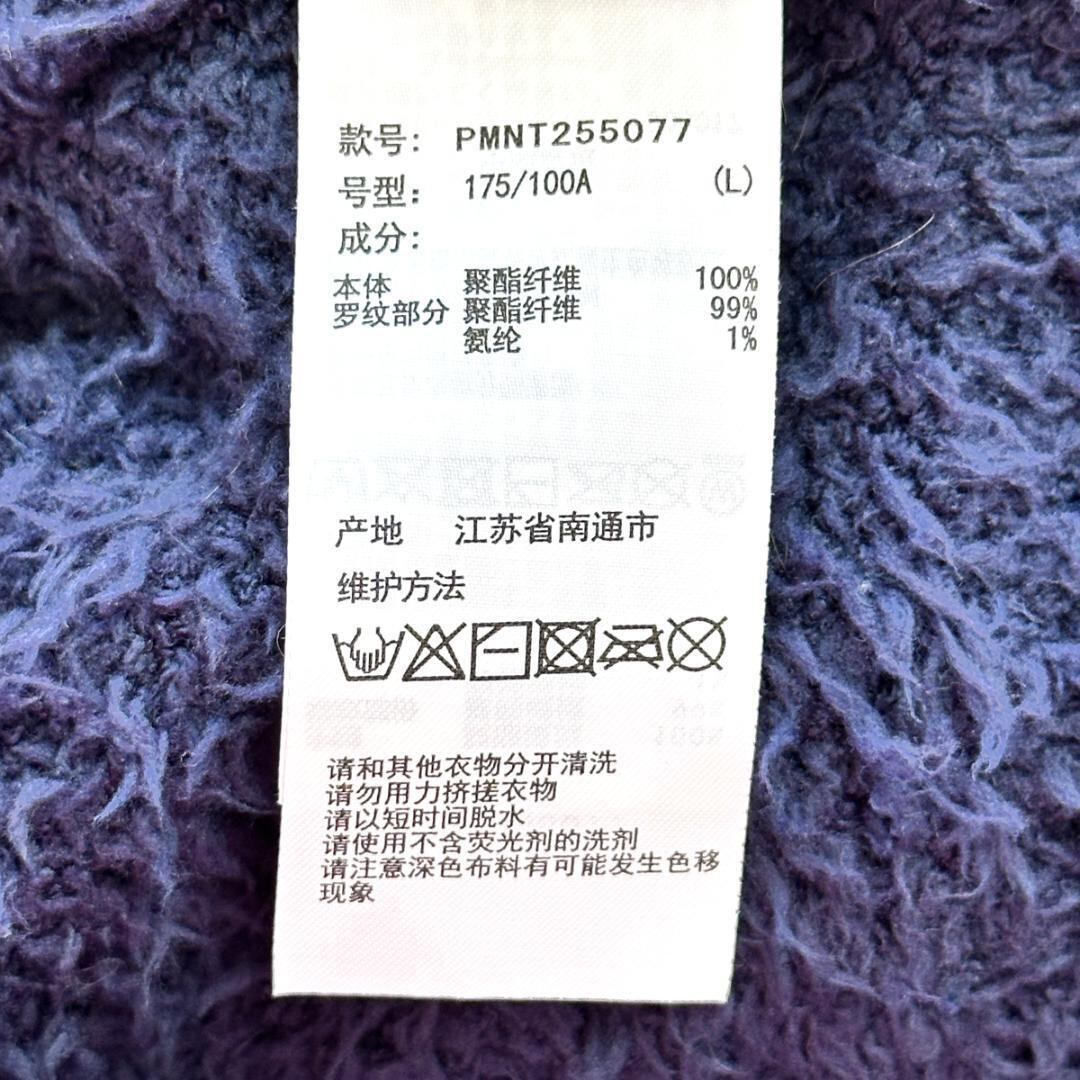 款号: PMNT255077
号型: 175/100A (L)
成分:
本体 聚酯纤维 100%
罗纹部分 聚酯纤维 99%
氨纶 1%
产地 江苏省南通市
维护方法
请和其他衣物分开清洗
请勿用力挤搓衣物
请以短时间脱水
请使用不含荧光剂的洗剂
请注意深色布料有可能发生色移
现象